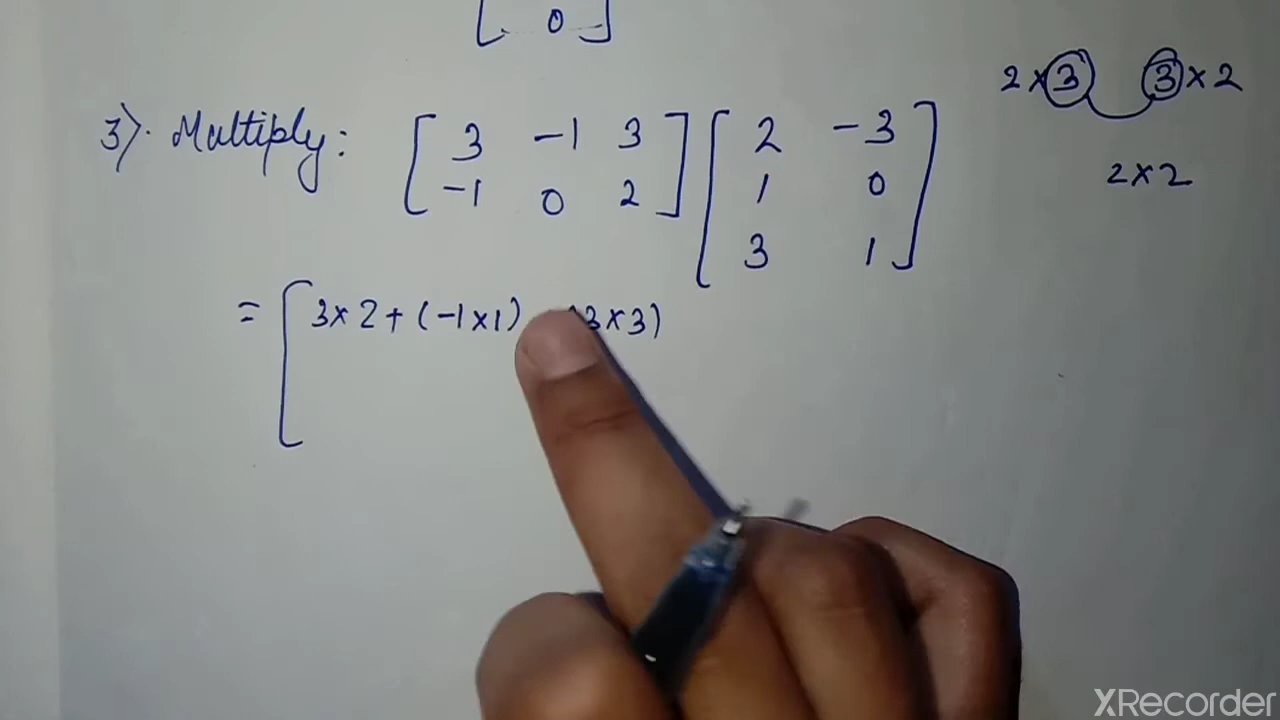 [ 0 ]
2×3 3×2
3). Multiply: [ 3 -1 3 ] [ 2 -3 ]
2×2
-1 0 2 1 0
3 1
= [ 3×2+(-1×1) 3×3)
XRecorder